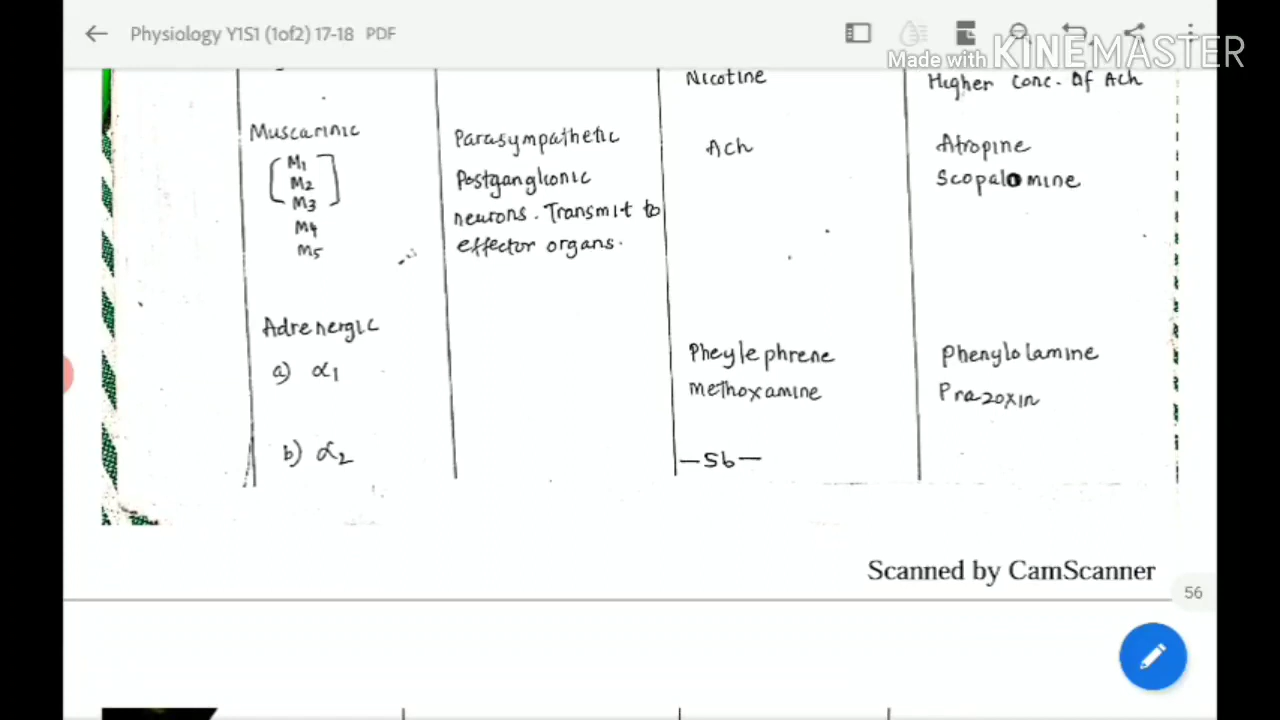 Physiology Y1S1 (1of2) 17-18 PDF
Made with KINEMASTER
Nicotine
Higher Conc. Of Ach
Muscarinic
M1
M2
M3
M4
M5
Parasympathetic
Postganglionic
neurons. Transmit to
effector organs.
Ach
Atropine
Scopalomine
Adrenergic
a) α1
Pheylephrene
methoxamine
Phenylolamine
Prazoxin
b) α2
—56—
Scanned by CamScanner
56